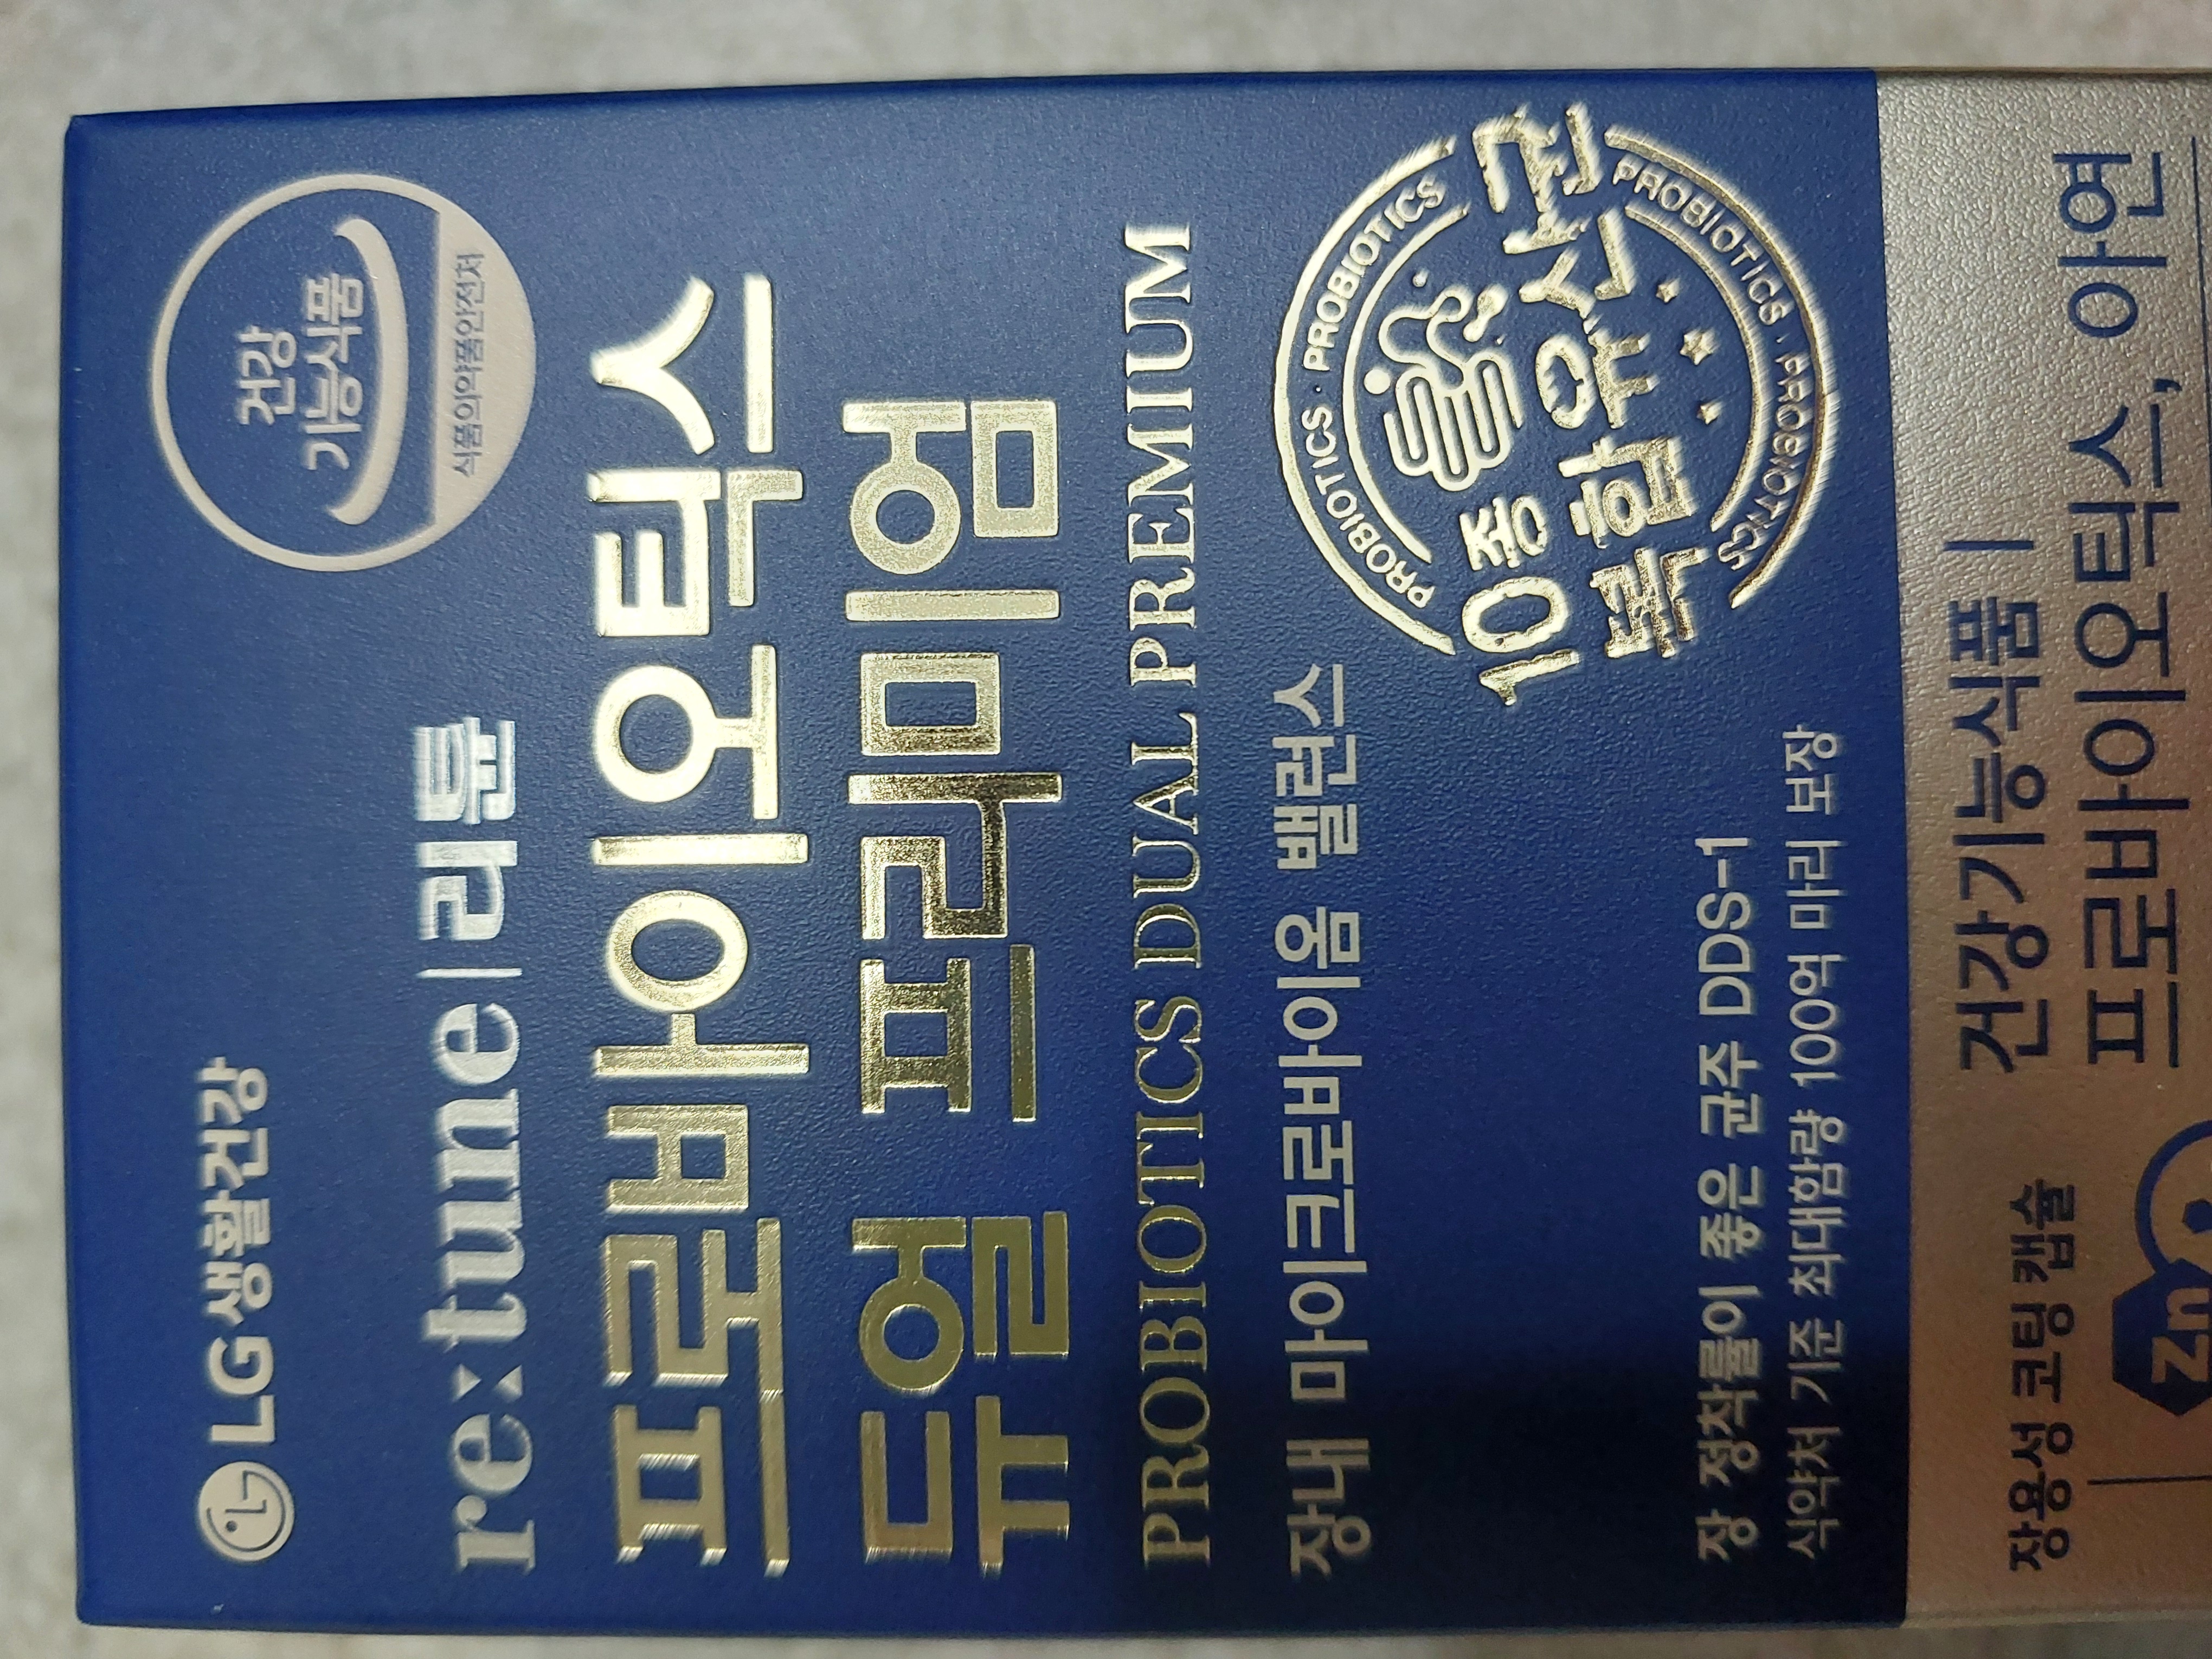 LG생활건강
건강
기능식품
식품의약품안전처
re:tune|리튠
프로바이오틱스
듀얼 프리미엄
PROBIOTICS DUAL PREMIUM
장내 마이크로바이옴 밸런스
PROBIOTICS · PROBIOTICS
10종
복합유산균
PROBIOTICS · PROBIOTICS
장 정착률이 좋은 균주 DDS-1
식약처 기준 최대함량 100억 마리 보장
장용성 코팅 캡슐
건강기능식품 |
프로바이오틱스, 아연
Zn